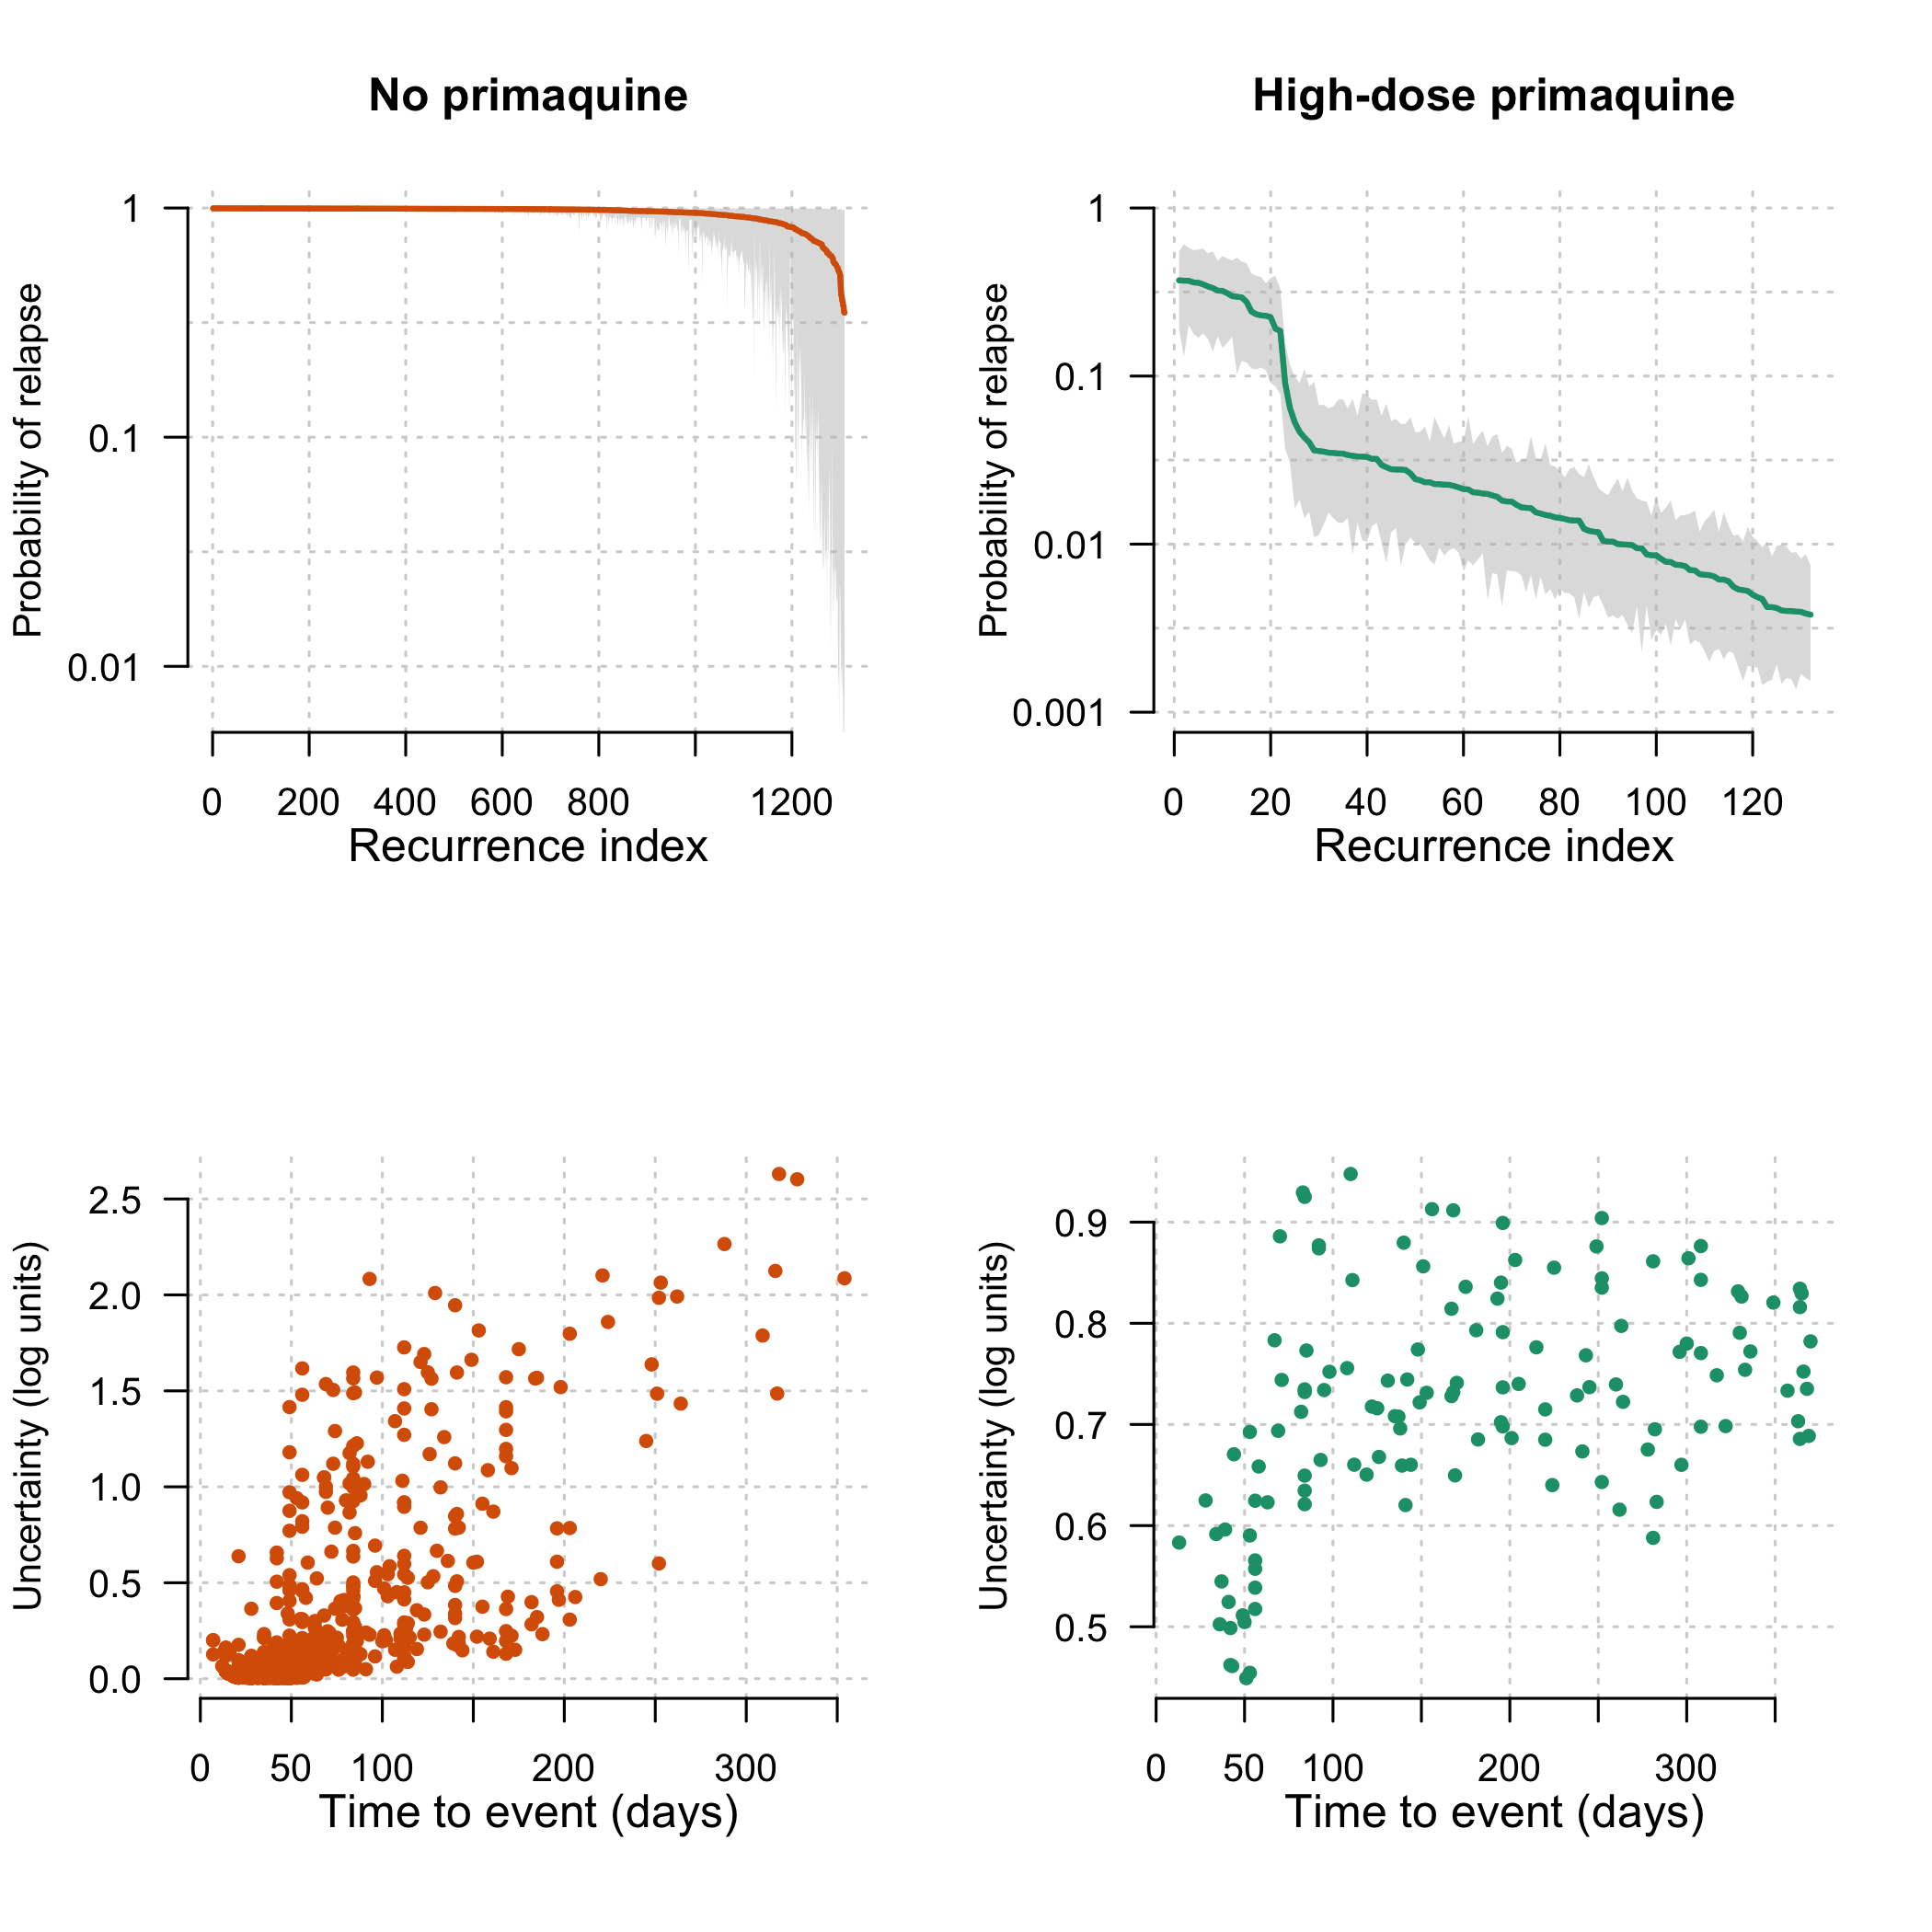 No primaquine
Probability of relapse
1
0.1
0.01
0 200 400 600 800 1200
Recurrence index
High-dose primaquine
Probability of relapse
1
0.1
0.01
0.001
0 20 40 60 80 100 120
Recurrence index
Uncertainty (log units)
2.5
2.0
1.5
1.0
0.5
0.0
0 50 100 200 300
Time to event (days)
Uncertainty (log units)
0.9
0.8
0.7
0.6
0.5
0 50 100 200 300
Time to event (days)